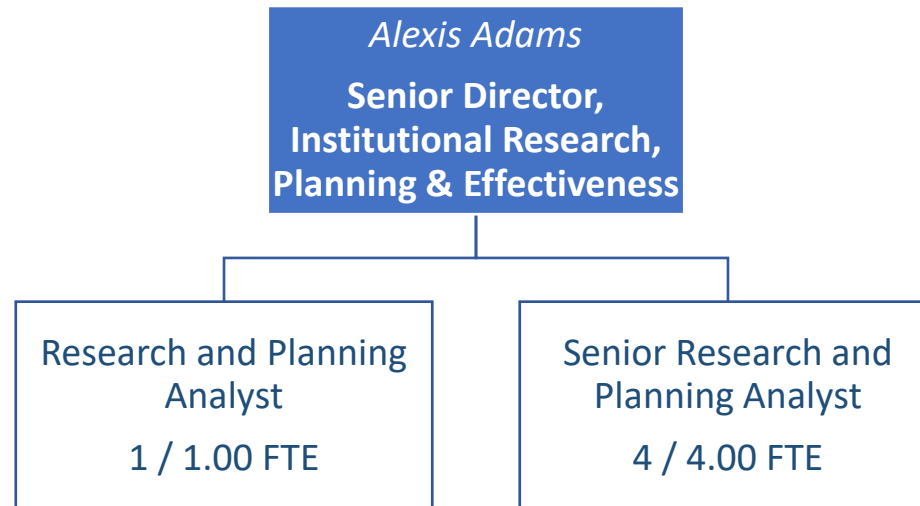 Alexis Adams
Senior Director,
Institutional Research,
Planning & Effectiveness
Research and Planning
Analyst
1 / 1.00 FTE
Senior Research and
Planning Analyst
4 / 4.00 FTE